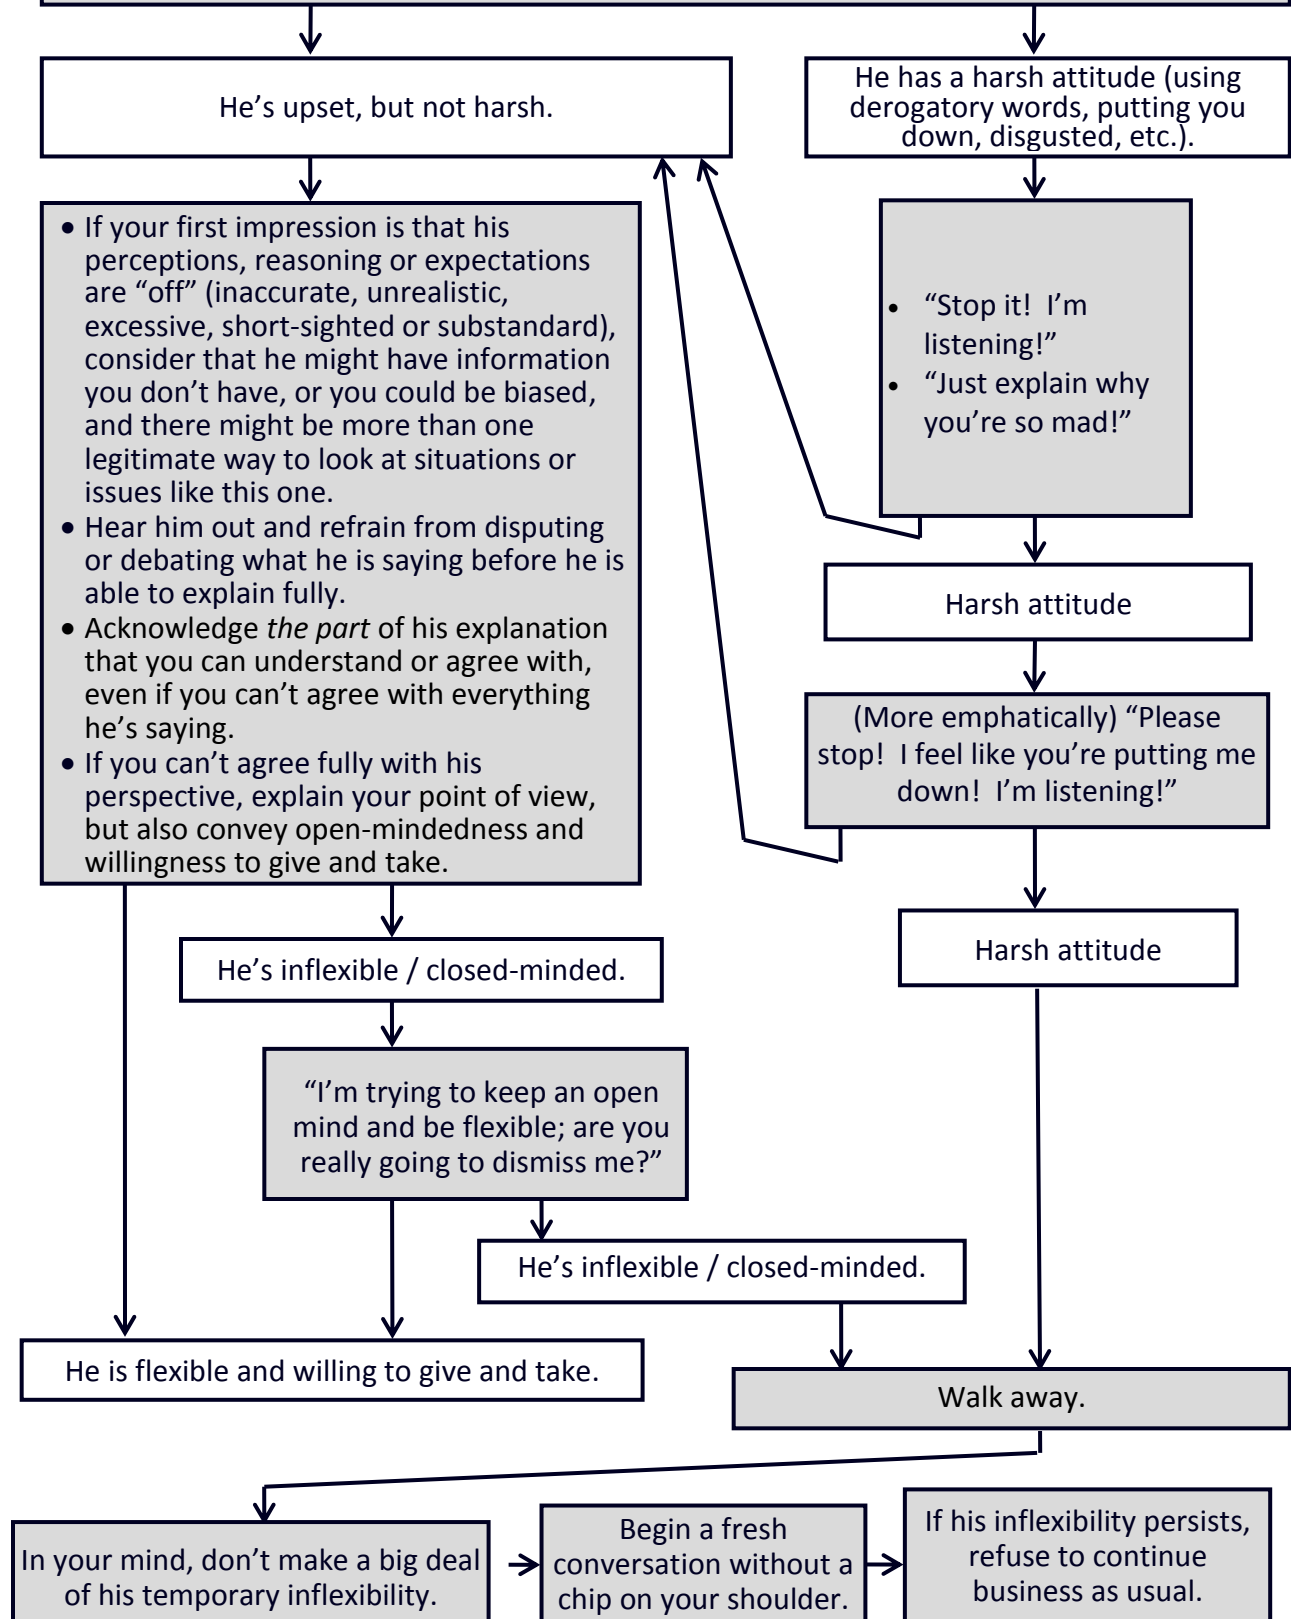 He’s upset, but not harsh.
He has a harsh attitude (using
derogatory words, putting you
down, disgusted, etc.).
• If your first impression is that his
perceptions, reasoning or expectations
are “off” (inaccurate, unrealistic,
excessive, short-sighted or substandard),
consider that he might have information
you don’t have, or you could be biased,
and there might be more than one
legitimate way to look at situations or
issues like this one.
• Hear him out and refrain from disputing
or debating what he is saying before he is
able to explain fully.
• Acknowledge the part of his explanation
that you can understand or agree with,
even if you can’t agree with everything
he’s saying.
• If you can’t agree fully with his
perspective, explain your point of view,
but also convey open-mindedness and
willingness to give and take.
• “Stop it!  I’m
listening!”
• “Just explain why
you’re so mad!”
Harsh attitude
(More emphatically) “Please
stop!  I feel like you’re putting me
down!  I’m listening!”
Harsh attitude
He’s inflexible / closed-minded.
“I’m trying to keep an open
mind and be flexible; are you
really going to dismiss me?”
He’s inflexible / closed-minded.
He is flexible and willing to give and take.
Walk away.
In your mind, don’t make a big deal
of his temporary inflexibility.
Begin a fresh
conversation without a
chip on your shoulder.
If his inflexibility persists,
refuse to continue
business as usual.